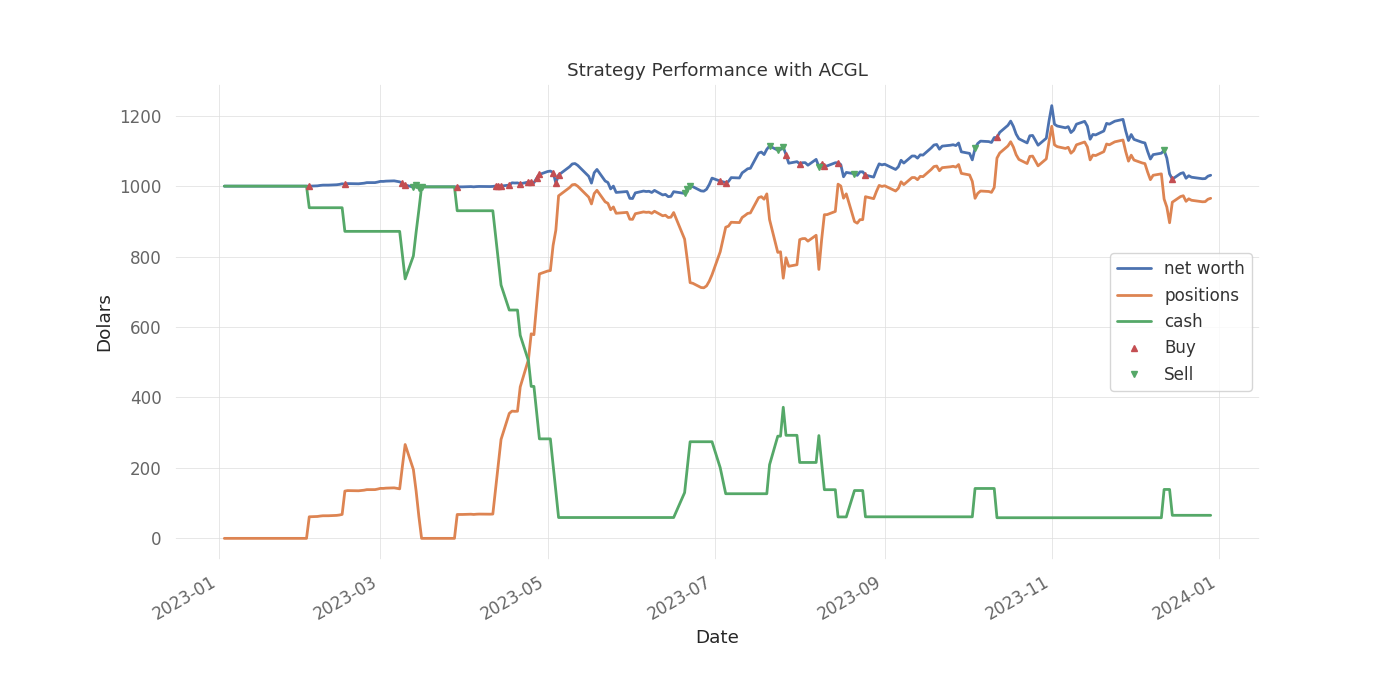 Strategy Performance with ACGL
1200
1000
800
600
400
200
0
Dolars
2023-01
2023-03
2023-05
2023-07
2023-09
2023-11
2024-01
Date
net worth
positions
cash
Buy
Sell